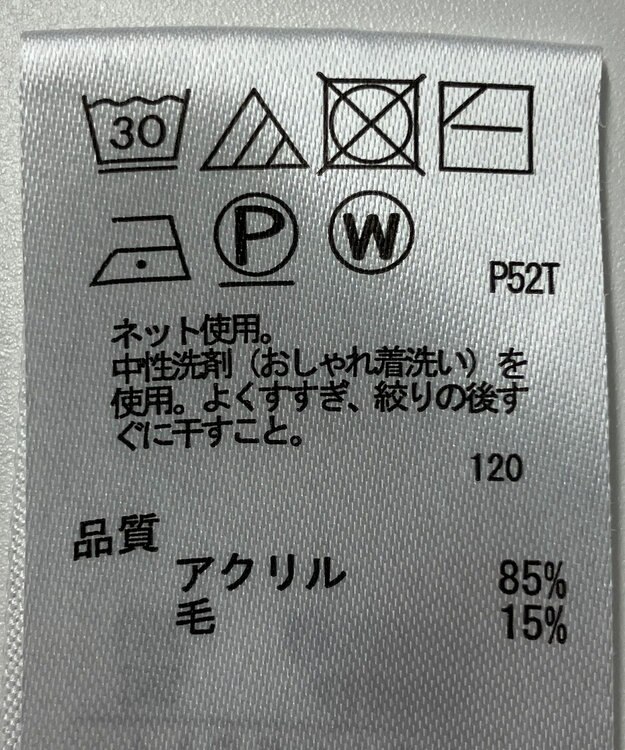 30
P W
P52T
ネット使用。
中性洗剤（おしゃれ着洗い）を
使用。よくすすぎ、絞りの後す
ぐに干すこと。
120
品質
アクリル 85%
毛 15%